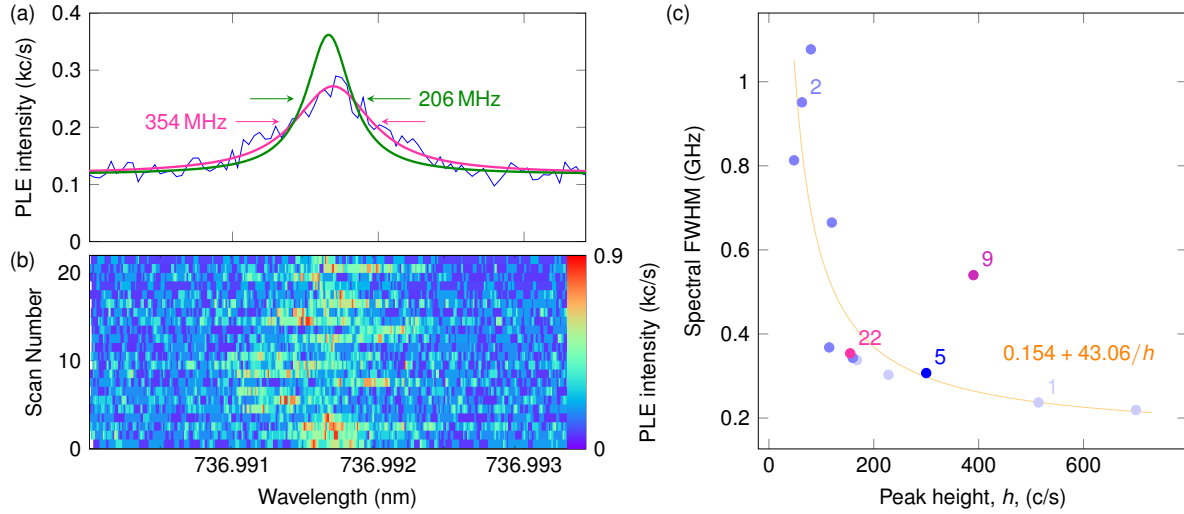 (a)
PLE intensity (kc/s)
0.4
0.3
0.2
0.1
0
354 MHz
206 MHz
(b)
Scan Number
20
10
0
736.991
736.992
736.993
Wavelength (nm)
0.9
0
PLE intensity (kc/s)
(c)
Spectral FWHM (GHz)
1
0.8
0.6
0.4
0.2
2
9
22
5
1
0.154 + 43.06/h
0
200
400
600
Peak height, h, (c/s)